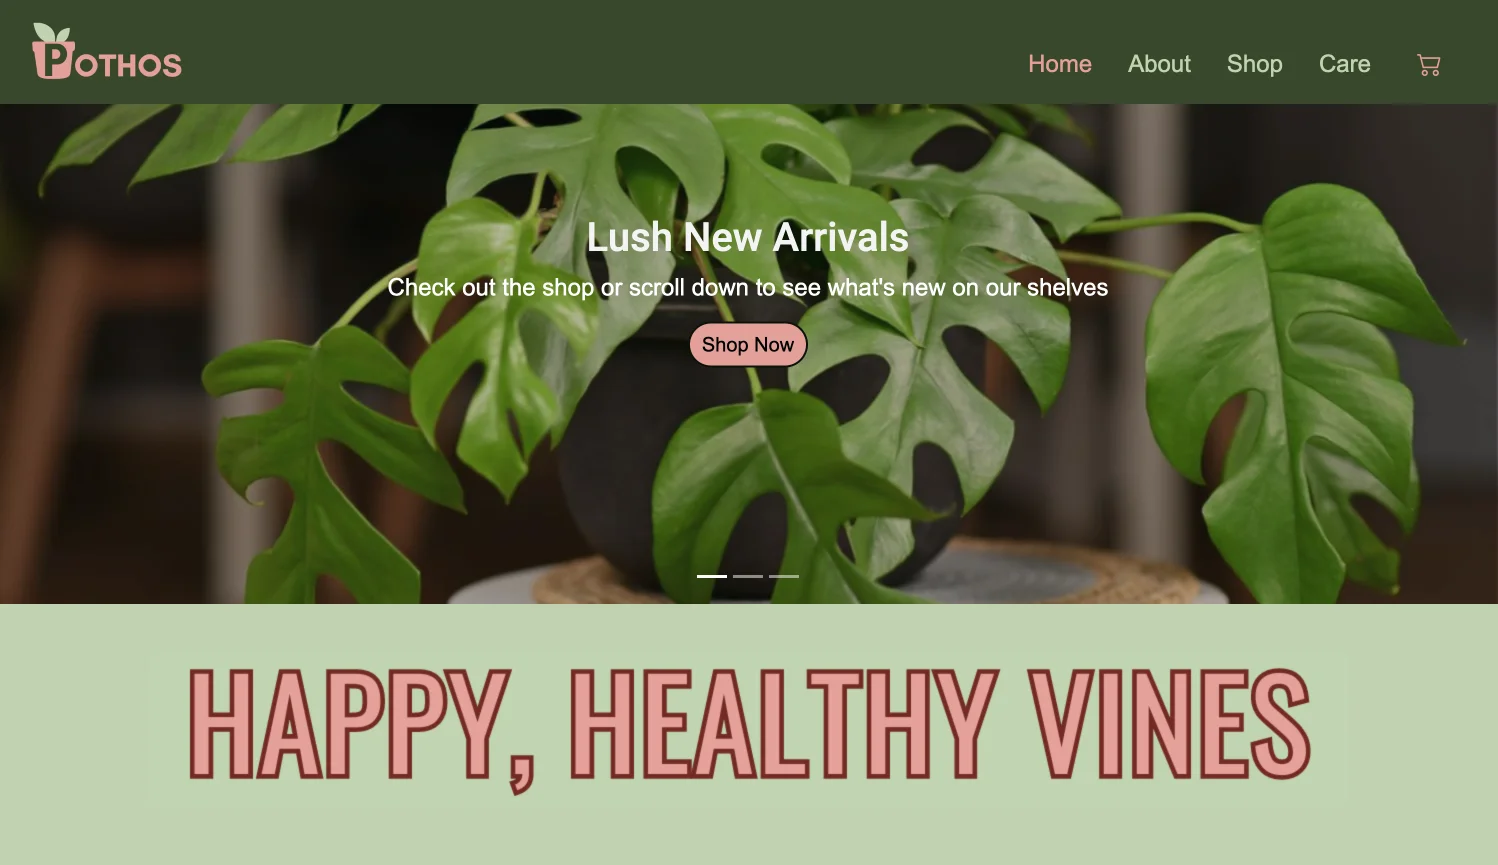 POTHOS
Home About Shop Care
Lush New Arrivals
Check out the shop or scroll down to see what's new on our shelves
Shop Now
HAPPY, HEALTHY VINES